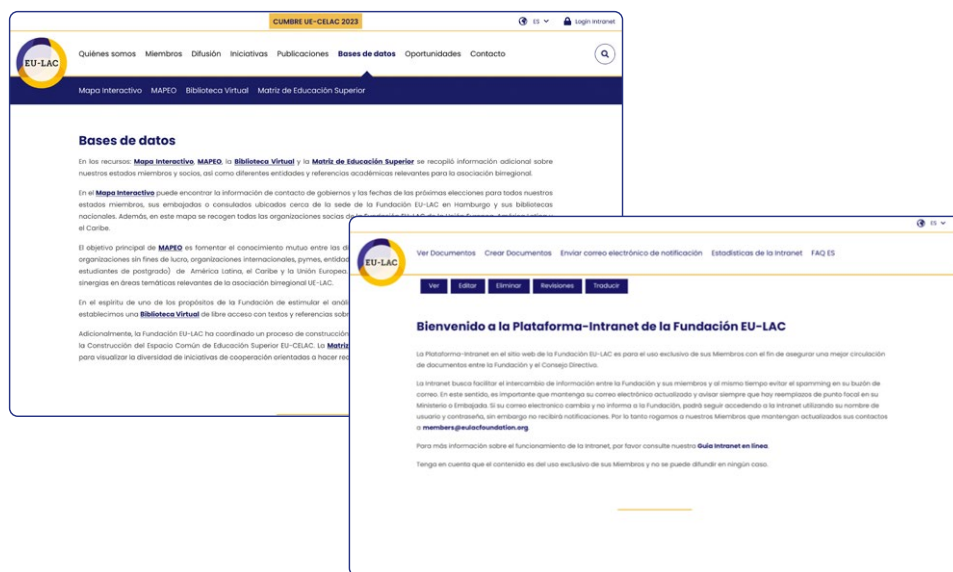 CUMBRE UE-CELAC 2023
ES
Login Intranet
EU-LAC
Quiénes somos Miembros Difusión Iniciativas Publicaciones Bases de datos Oportunidades Contacto
Mapa Interactivo MAPEO Biblioteca Virtual Matriz de Educación Superior
Bases de datos
En los recursos: Mapa Interactivo, MAPEO, la Biblioteca Virtual y la Matriz de Educación Superior se recopiló información adicional sobre
nuestros estados miembros y socios, así como diferentes entidades y referencias académicas relevantes para la asociación birregional.
En el Mapa Interactivo puede encontrar la información de contacto de gobiernos y las fechas de las próximas elecciones para todos nuestros
estados miembros, sus embajadas o consulados ubicadas cerca de la sede de la Fundación EU-LAC en Hamburgo y sus bibliotecas
nacionales. Además, en este mapa se recogen todas las organizaciones socias de la Fundación EU-LAC de la Unión Europea, América Latina y
el Caribe.
El objetivo principal de MAPEO es fomentar el conocimiento mutuo entre las
organizaciones sin fines de lucro, organizaciones internacionales, pymes,
estudiantes de postgrado) de América Latina, el Caribe y la Unión Europea.
sinergias en áreas temáticas relevantes de la asociación birregional UE-LAC.
En el espíritu de uno de los propósitos de la Fundación de estimular el
establecimos una Biblioteca Virtual de libre acceso con textos y referencias
Adicionalmente, la Fundación EU-LAC ha coordinado un proceso de construcción
la Construcción del Espacio Común de Educación Superior EU-CELAC. La Matriz
para visualizar la diversidad de iniciativas de cooperación orientadas a hacer
ES
EU-LAC
Ver Documentos Crear Documentos Enviar correo electrónico de notificación Estadísticas de la Intranet FAQ ES
Ver Editar Eliminar Revisiones Traducir
Bienvenido a la Plataforma-Intranet de la Fundación EU-LAC
La Plataforma-Intranet en el sitio web de la Fundación EU-LAC es para el uso exclusivo de sus Miembros con el fin de asegurar una mejor circulación
de documentos entre la Fundación y el Consejo Directivo.
La Intranet busca facilitar el intercambio de información entre la Fundación y sus miembros y al mismo tiempo evitar el spamming en su buzón de
correo. En este sentido, es importante que mantenga su correo electrónico actualizado y avisar siempre que hay reemplazos de punto focal en su
Ministerio o Embajada. Si su correo electronico cambia y no informa a la Fundación, podrá seguir accediendo a la Intranet utilizando su nombre de
usuario y contraseña, sin embargo no recibirá notificaciones. Por lo tanto rogamos a nuestros Miembros que mantengan actualizados sus contactos
a members@eulacfoundation.org.
Para más información sobre el funcionamiento de la Intranet, por favor consulte nuestra Guía Intranet en línea.
Tenga en cuenta que el contenido es del uso exclusivo de sus Miembros y no se puede difundir en ningún caso.